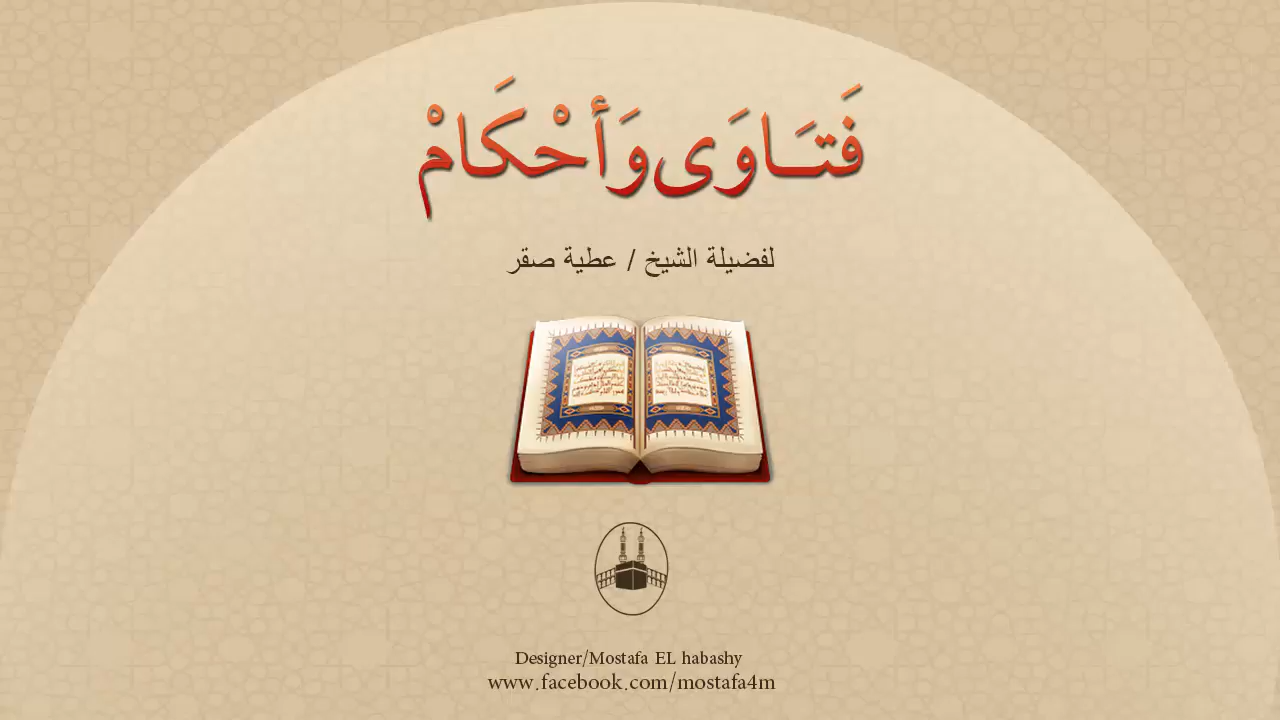 فَتَاوَى وَأَحْكَامْ
لفضيلة الشيخ / عطية صقر
Designer/Mostafa EL habashy
www.facebook.com/mostafa4m